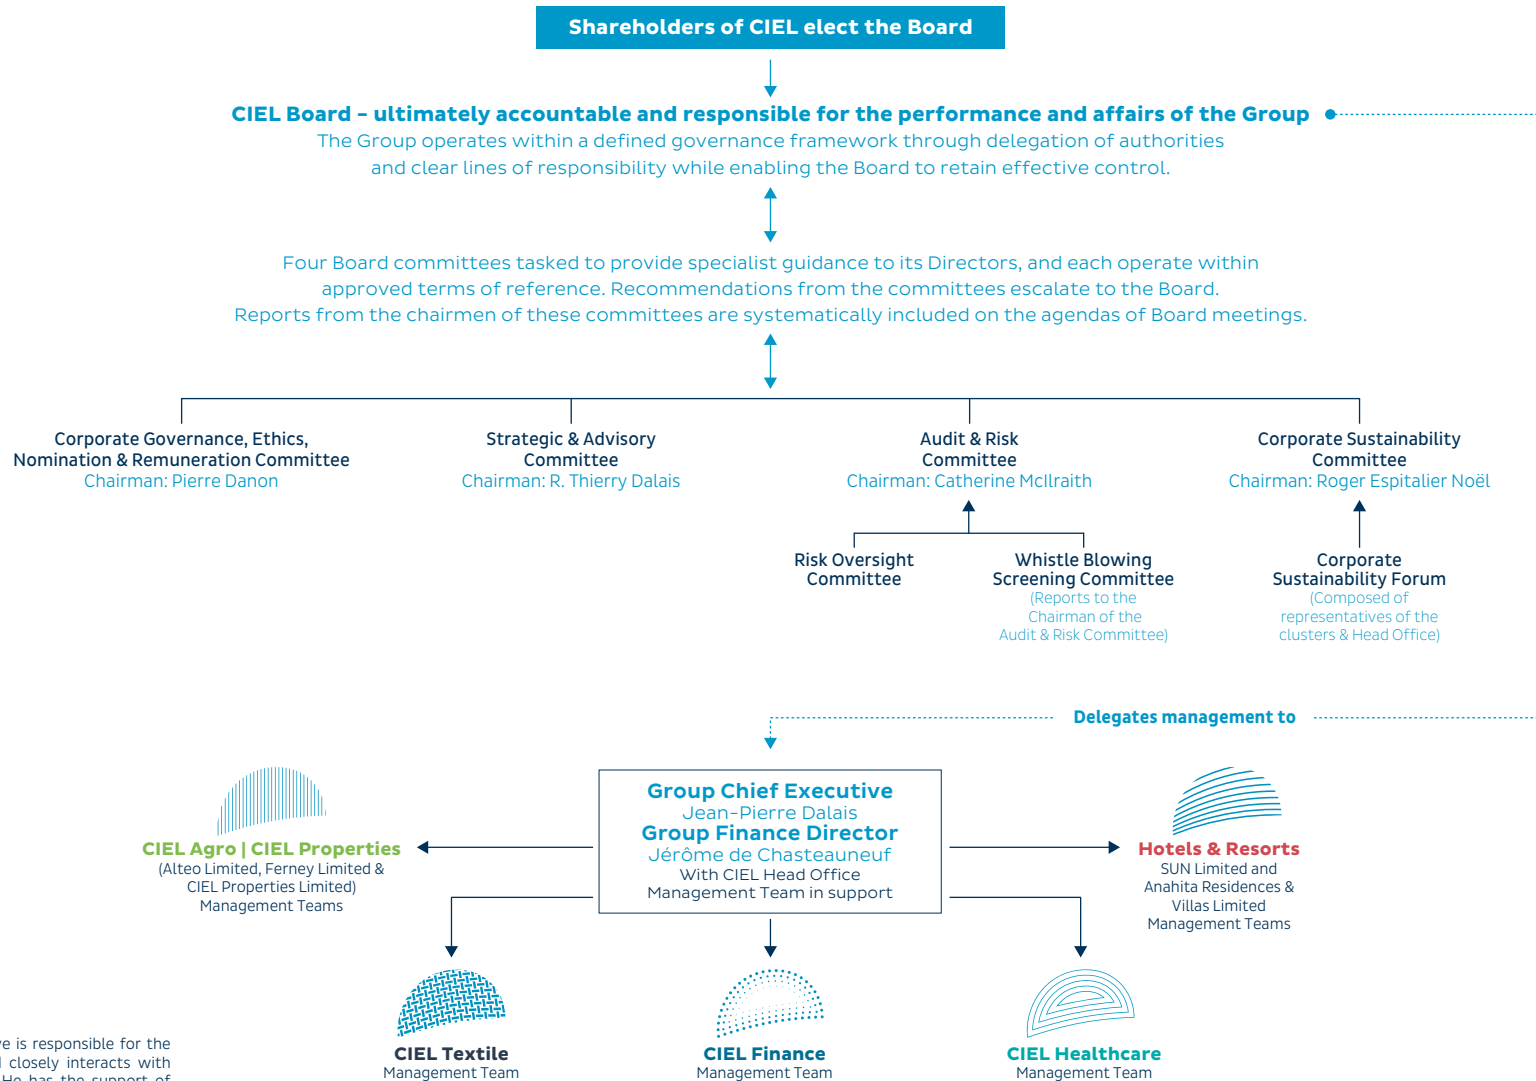 Shareholders of CIEL elect the Board
CIEL Board – ultimately accountable and responsible for the performance and affairs of the Group
The Group operates within a defined governance framework through delegation of authorities
and clear lines of responsibility while enabling the Board to retain effective control.
Four Board committees tasked to provide specialist guidance to its Directors, and each operate within
approved terms of reference. Recommendations from the committees escalate to the Board.
Reports from the chairmen of these committees are systematically included on the agendas of Board meetings.
Corporate Governance, Ethics,
Nomination & Remuneration Committee
Chairman: Pierre Danon
Strategic & Advisory
Committee
Chairman: R. Thierry Dalais
Audit & Risk
Committee
Chairman: Catherine McIlraith
Corporate Sustainability
Committee
Chairman: Roger Espitalier Noël
Risk Oversight
Committee
Whistle Blowing
Screening Committee
(Reports to the
Chairman of the
Audit & Risk Committee)
Corporate
Sustainability Forum
(Composed of
representatives of the
clusters & Head Office)
Delegates management to
Group Chief Executive
Jean-Pierre Dalais
Group Finance Director
Jérôme de Chasteauneuf
With CIEL Head Office
Management Team in support
CIEL Agro | CIEL Properties
(Alteo Limited, Ferney Limited &
CIEL Properties Limited)
Management Teams
Hotels & Resorts
SUN Limited and
Anahita Residences &
Villas Limited
Management Teams
CIEL Textile
Management Team
CIEL Finance
Management Team
CIEL Healthcare
Management Team
is responsible for the
closely interacts with
He has the support of